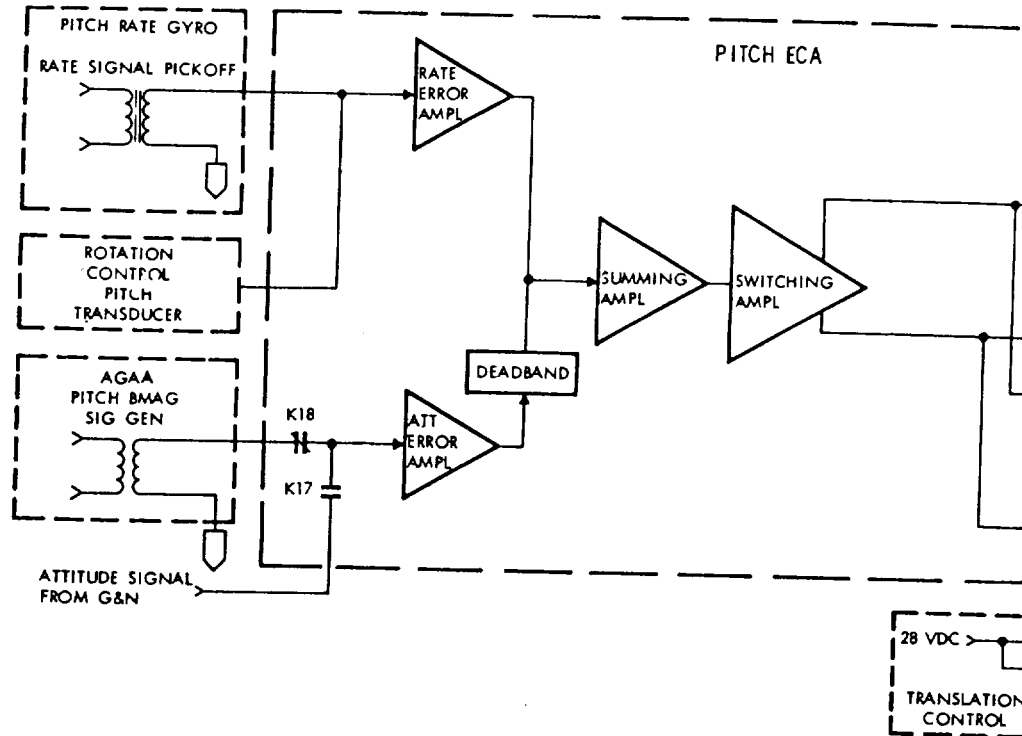 PITCH RATE GYRO
RATE SIGNAL PICKOFF
PITCH ECA
RATE
ERROR
AMPL
ROTATION
CONTROL
PITCH
TRANSDUCER
SUMMING
AMPL
SWITCHING
AMPL
DEADBAND
AGAA
PITCH BMAG
SIG GEN
K18
ATT
ERROR
AMPL
K17
ATTITUDE SIGNAL
FROM G&N
28 VDC
TRANSLATION
CONTROL